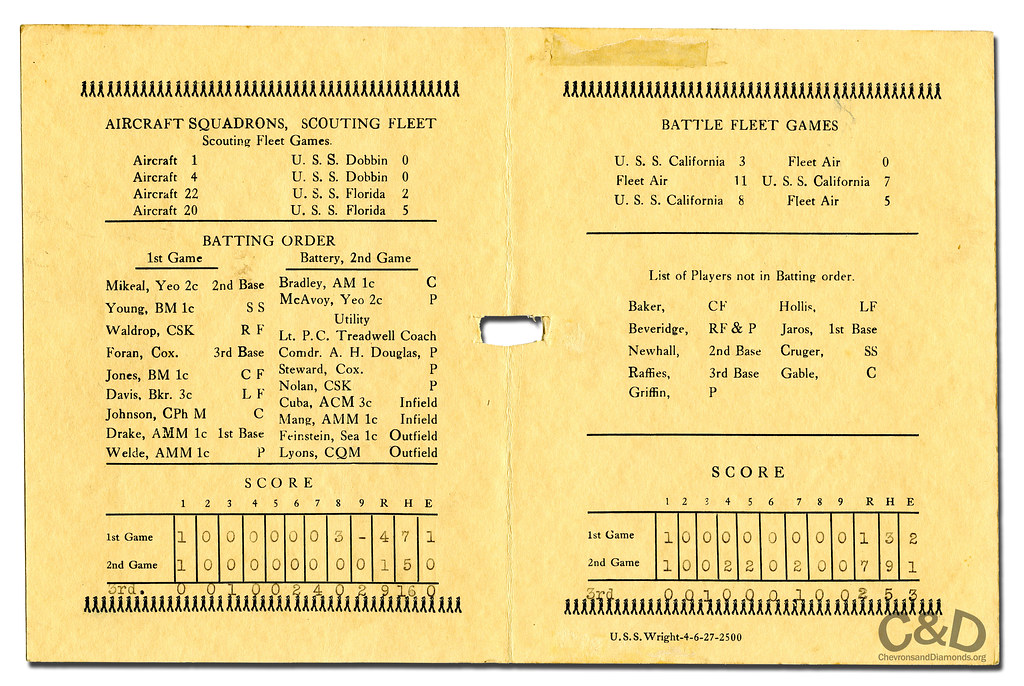 AIRCRAFT SQUADRONS, SCOUTING FLEET
Scouting Fleet Games.
Aircraft 1 U. S. S. Dobbin 0
Aircraft 4 U. S. S. Dobbin 0
Aircraft 22 U. S. S. Florida 2
Aircraft 20 U. S. S. Florida 5
BATTING ORDER
1st Game
Mikeal, Yeo 2c 2nd Base
Young, BM 1c S S
Waldrop, CSK R F
Foran, Cox. 3rd Base
Jones, BM 1c C F
Davis, Bkr. 3c L F
Johnson, CPh M C
Drake, AMM 1c 1st Base
Welde, AMM 1c P
Battery, 2nd Game
Bradley, AM 1c C
McAvoy, Yeo 2c P
Utility
Lt. P.C. Treadwell Coach
Comdr. A. H. Douglas, P
Steward, Cox. P
Nolan, CSK P
Cuba, ACM 3c Infield
Mang, AMM 1c Infield
Feinstein, Sea 1c Outfield
Lyons, CQM Outfield
SCORE
1 2 3 4 5 6 7 8 9 R H E
1st Game 1 0 0 0 0 0 0 3 - 4 7 1
2nd Game 1 0 0 0 0 0 0 0 0 1 5 0
3rd. 0 0 1 0 0 2 4 0 2 9 16 0
BATTLE FLEET GAMES
U. S. S. California 3 Fleet Air 0
Fleet Air 11 U. S. S. California 7
U. S. S. California 8 Fleet Air 5
List of Players not in Batting order.
Baker, CF Hollis, LF
Beveridge, RF & P Jaros, 1st Base
Newhall, 2nd Base Cruger, SS
Raffies, 3rd Base Gable, C
Griffin, P
SCORE
1 2 3 4 5 6 7 8 9 R H E
1st Game 1 0 0 0 0 0 0 0 0 1 3 2
2nd Game 1 0 0 2 2 0 2 0 0 7 9 1
3rd 0 0 1 0 0 0 1 0 0 2 5 3
U.S.S.Wright-4-6-27-2500
C&D
ChevronsandDiamonds.org